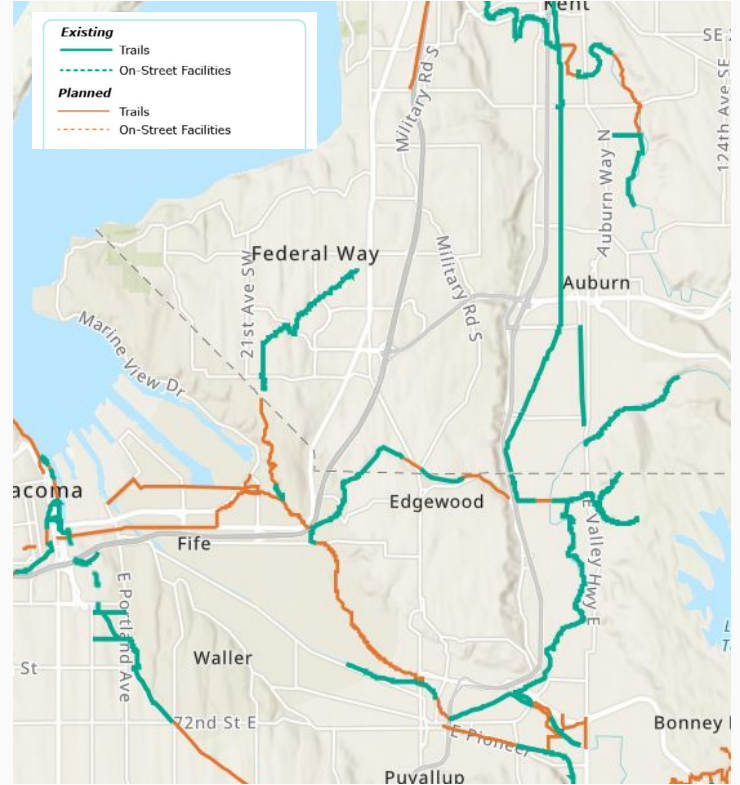 Kent
Existing
Trails
On-Street Facilities
Planned
Trails
On-Street Facilities
SE
Military Rd S
124th Ave SE
Auburn Way N
Federal Way
21st Ave SW
Military Rd S
Auburn
Marine View Dr
acoma
Edgewood
E Valley Hwy E
Fife
E Portland Ave
Waller
St
72nd St E
Bonney
E Pioneer
Puyallup